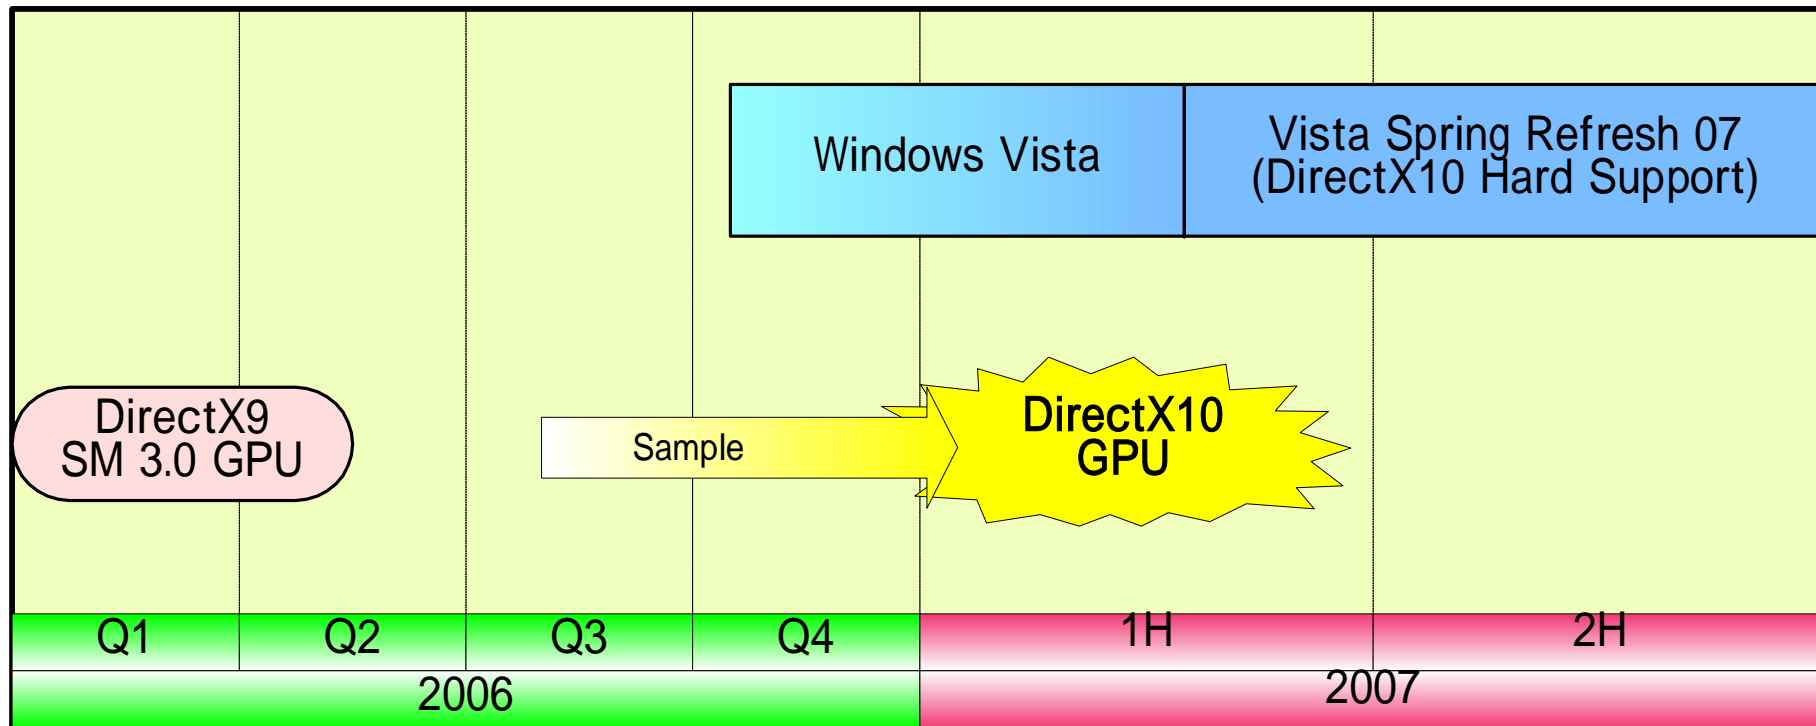 Windows Vista
Vista Spring Refresh 07
(DirectX10 Hard Support)
DirectX9
SM 3.0 GPU
Sample
DirectX10
GPU
Q1
Q2
Q3
Q4
1H
2H
2006
2007